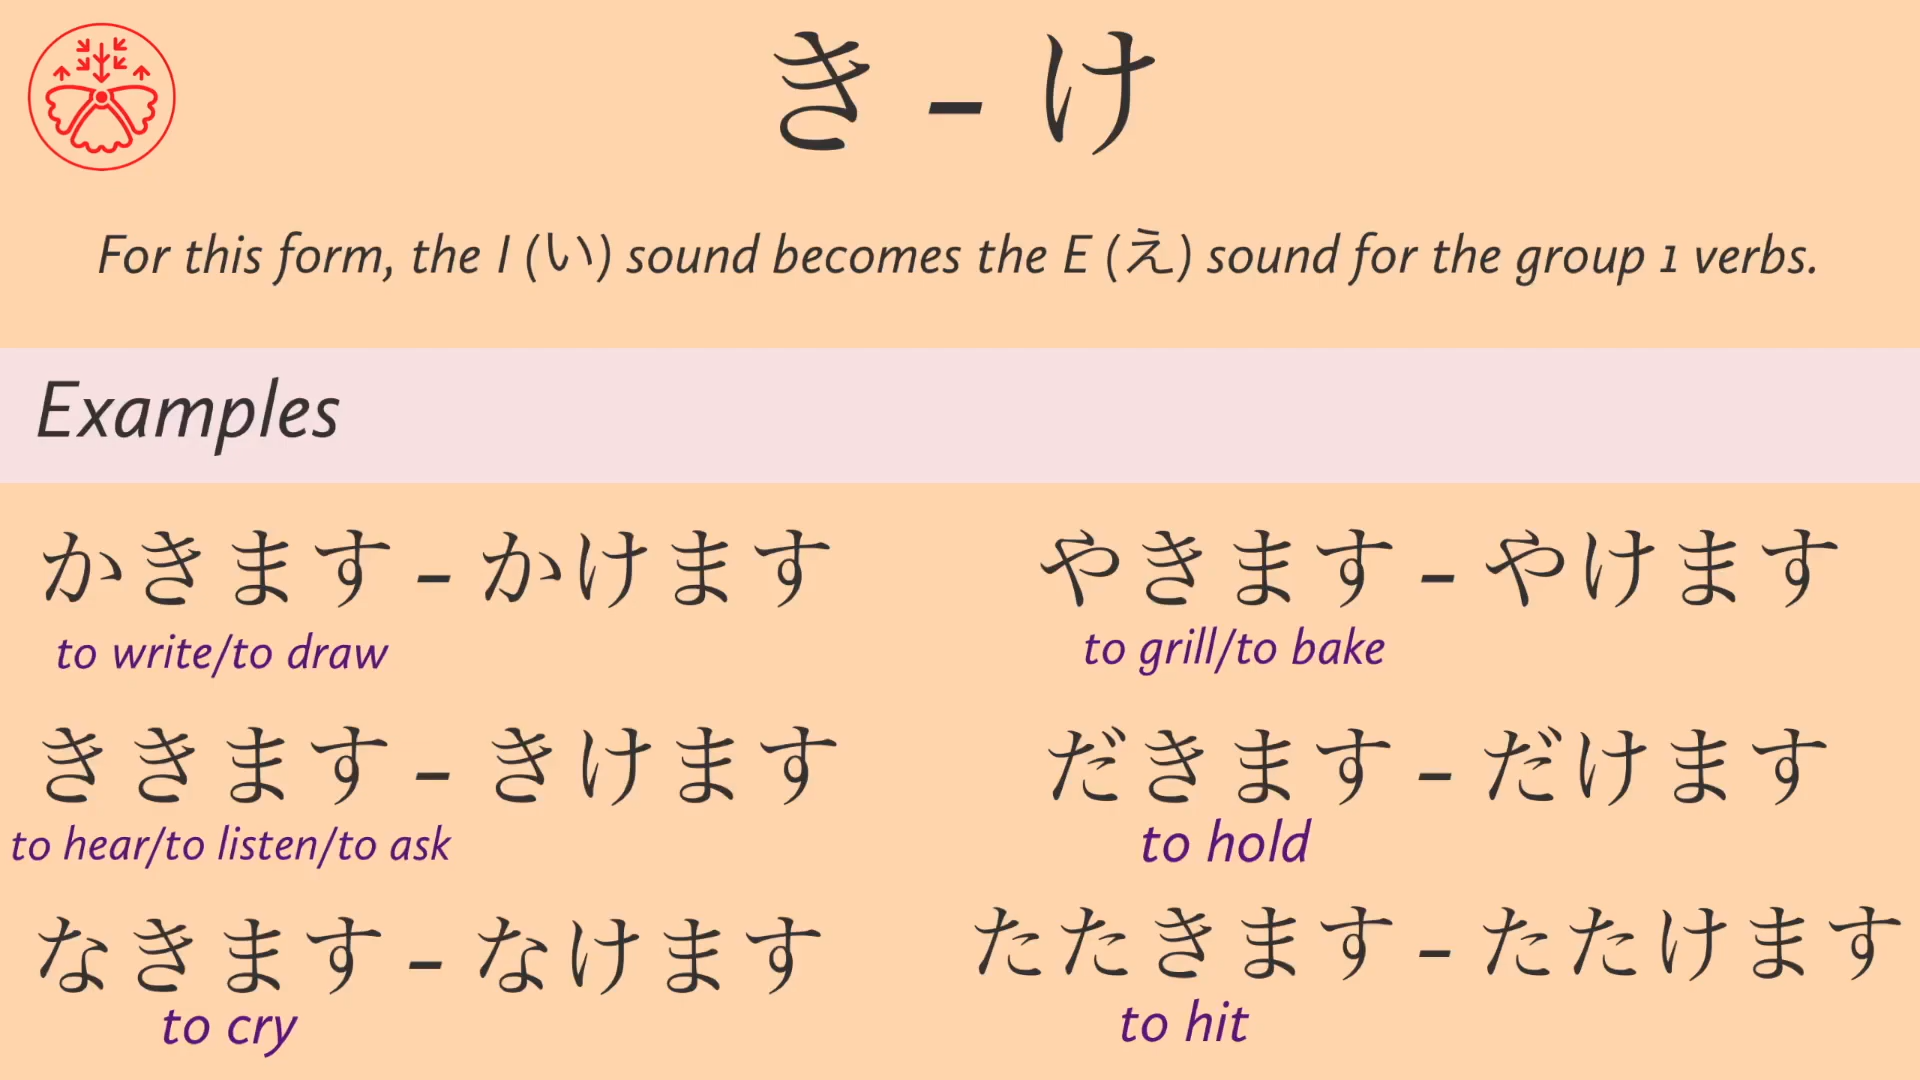 き - け
For this form, the I (い) sound becomes the E (え) sound for the group 1 verbs.
Examples
かきます - かけます
to write/to draw
ききます - きけます
to hear/to listen/to ask
なきます - なけます
to cry
やきます - やけます
to grill/to bake
だきます - だけます
to hold
たたきます - たたけます
to hit